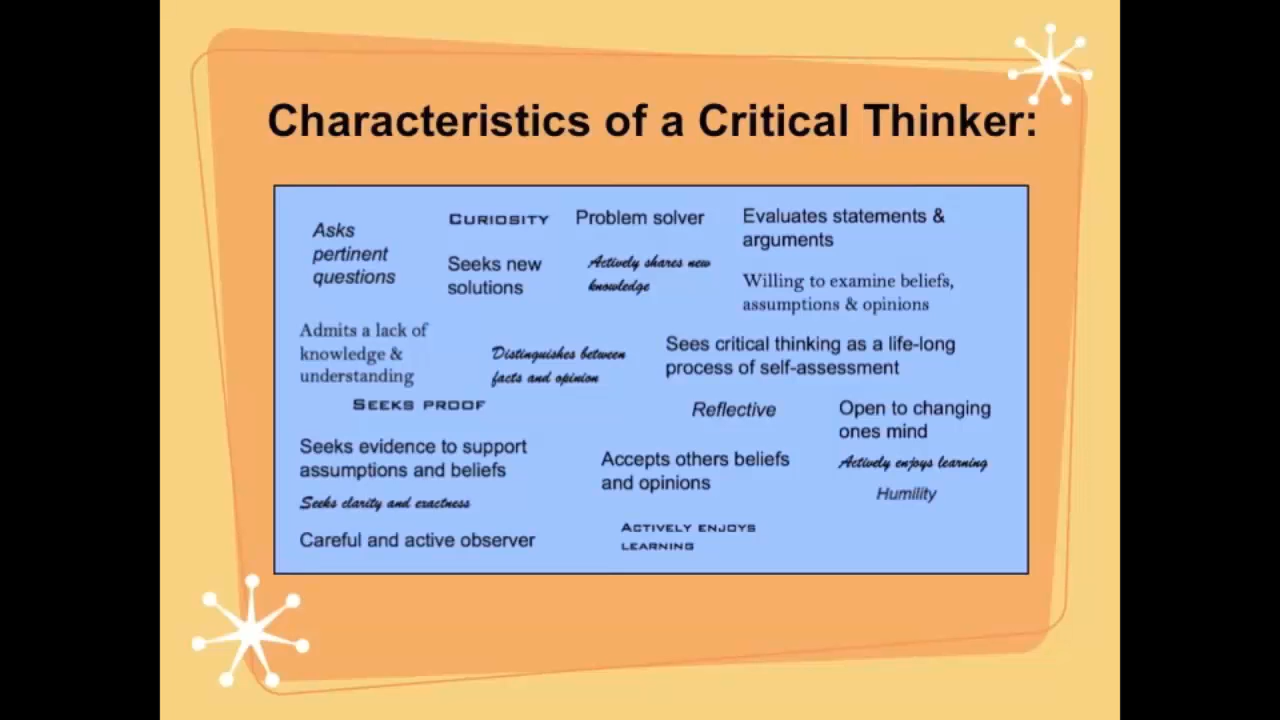 Characteristics of a Critical Thinker:
Asks
pertinent
questions
CURIOSITY
Seeks new
solutions
Problem solver
Actively shares new
knowledge
Evaluates statements &
arguments
Willing to examine beliefs,
assumptions & opinions
Admits a lack of
knowledge &
understanding
Distinguishes between
facts and opinion
Sees critical thinking as a life-long
process of self-assessment
SEEKS PROOF
Reflective
Open to changing
ones mind
Seeks evidence to support
assumptions and beliefs
Accepts others beliefs
and opinions
Actively enjoys learning
Humility
Seeks clarity and exactness
Careful and active observer
ACTIVELY ENJOYS
LEARNING